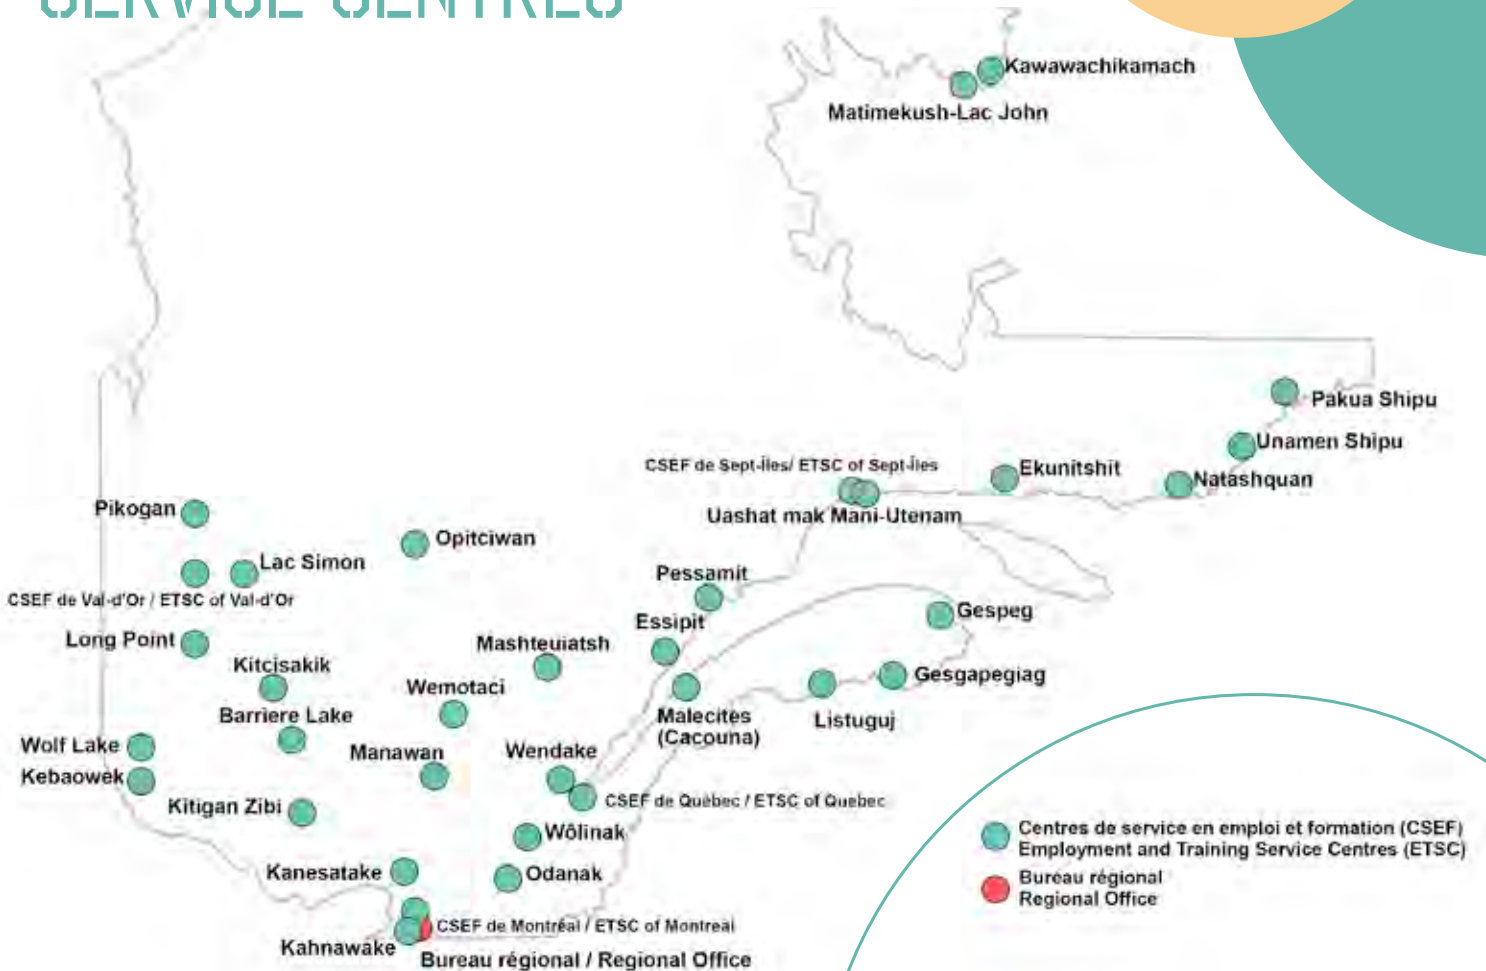 SERVICE CENTRES
Kawawachikamach
Matimekush-Lac John
Pakua Shipu
Unamen Shipu
CSEF de Sept-Îles/ ETSC of Sept-Îles
Ekunitshit
Natashquan
Pikogan
Uashat mak Mani-Utenam
Opitciwan
Lac Simon
Pessamit
CSEF de Val-d'Or / ETSC of Val-d'Or
Gespeg
Essipit
Long Point
Mashteuiatsh
Kitcisakik
Gesgapegiag
Wemotaci
Barriere Lake
Malecites
(Cacouna)
Listuguj
Wolf Lake
Manawan
Wendake
Kebaowek
Kitigan Zibi
CSEF de Québec / ETSC of Quebec
Wôlinak
Centres de service en emploi et formation (CSEF)
Employment and Training Service Centres (ETSC)
Kanesatake
Odanak
Bureau régional
Regional Office
CSEF de Montréal / ETSC of Montreal
Kahnawake
Bureau régional / Regional Office